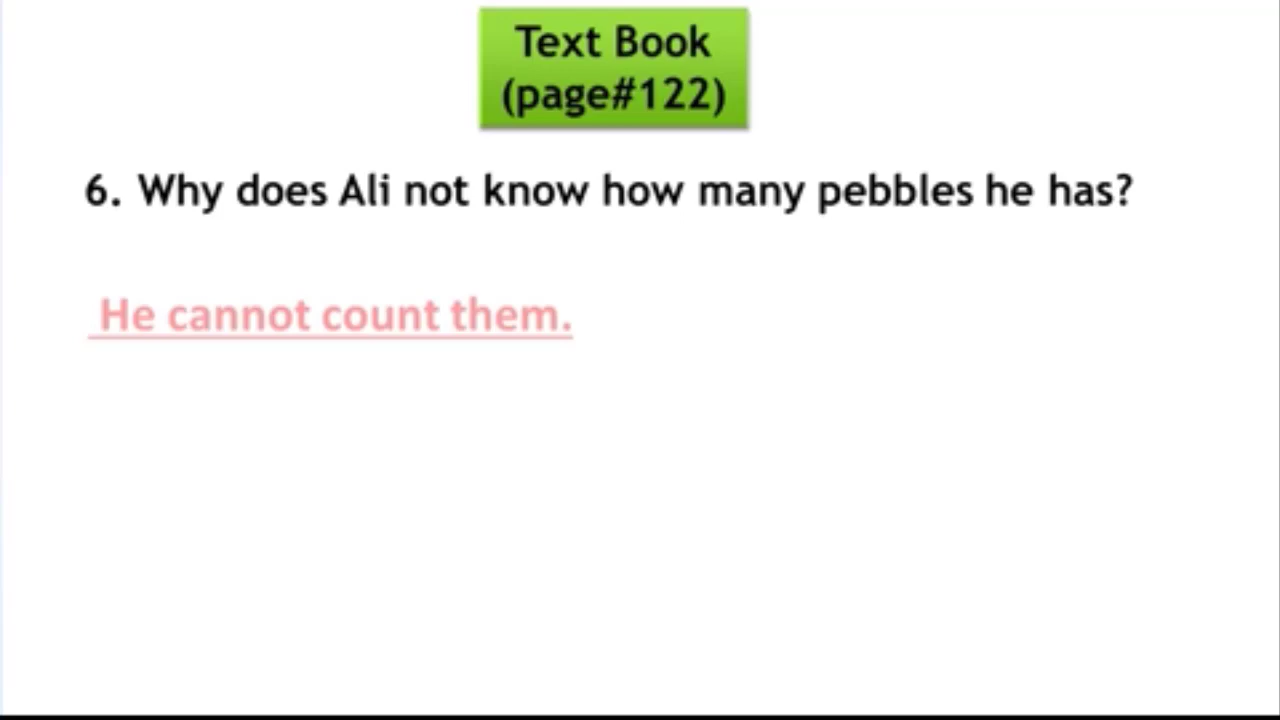 Text Book
(page#122)
6. Why does Ali not know how many pebbles he has?
He cannot count them.